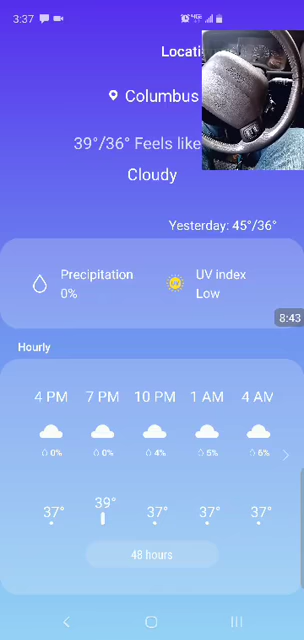 3:37
Locati
Columbus
39°/36° Feels like
Cloudy
Yesterday: 45°/36°
Precipitation
0%
UV
UV index
Low
8:43
Hourly
4 PM 7 PM 10 PM 1 AM 4 AM
0% 0% 4% 5% 6%
37° 39° 37° 37° 37°
48 hours